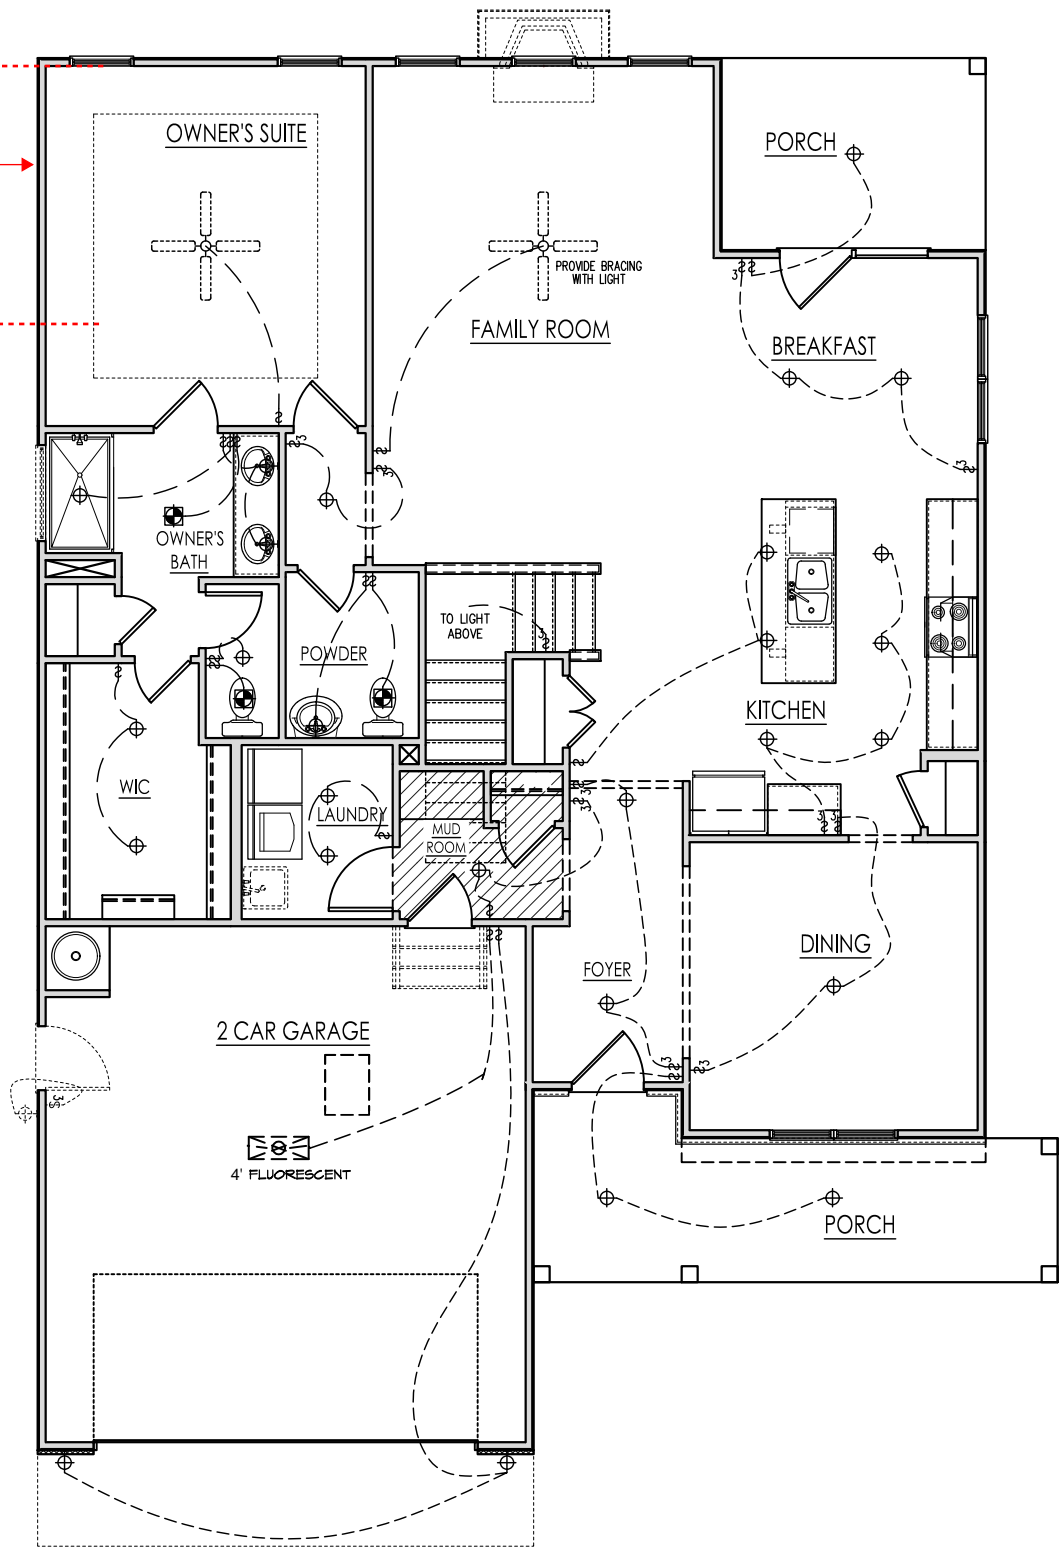 OWNER'S SUITE
PORCH
PROVIDE BRACING
WITH LIGHT
FAMILY ROOM
BREAKFAST
OWNER'S
BATH
TO LIGHT
ABOVE
POWDER
KITCHEN
WIC
LAUNDRY
MUD
ROOM
DINING
FOYER
2 CAR GARAGE
4' FLUORESCENT
PORCH